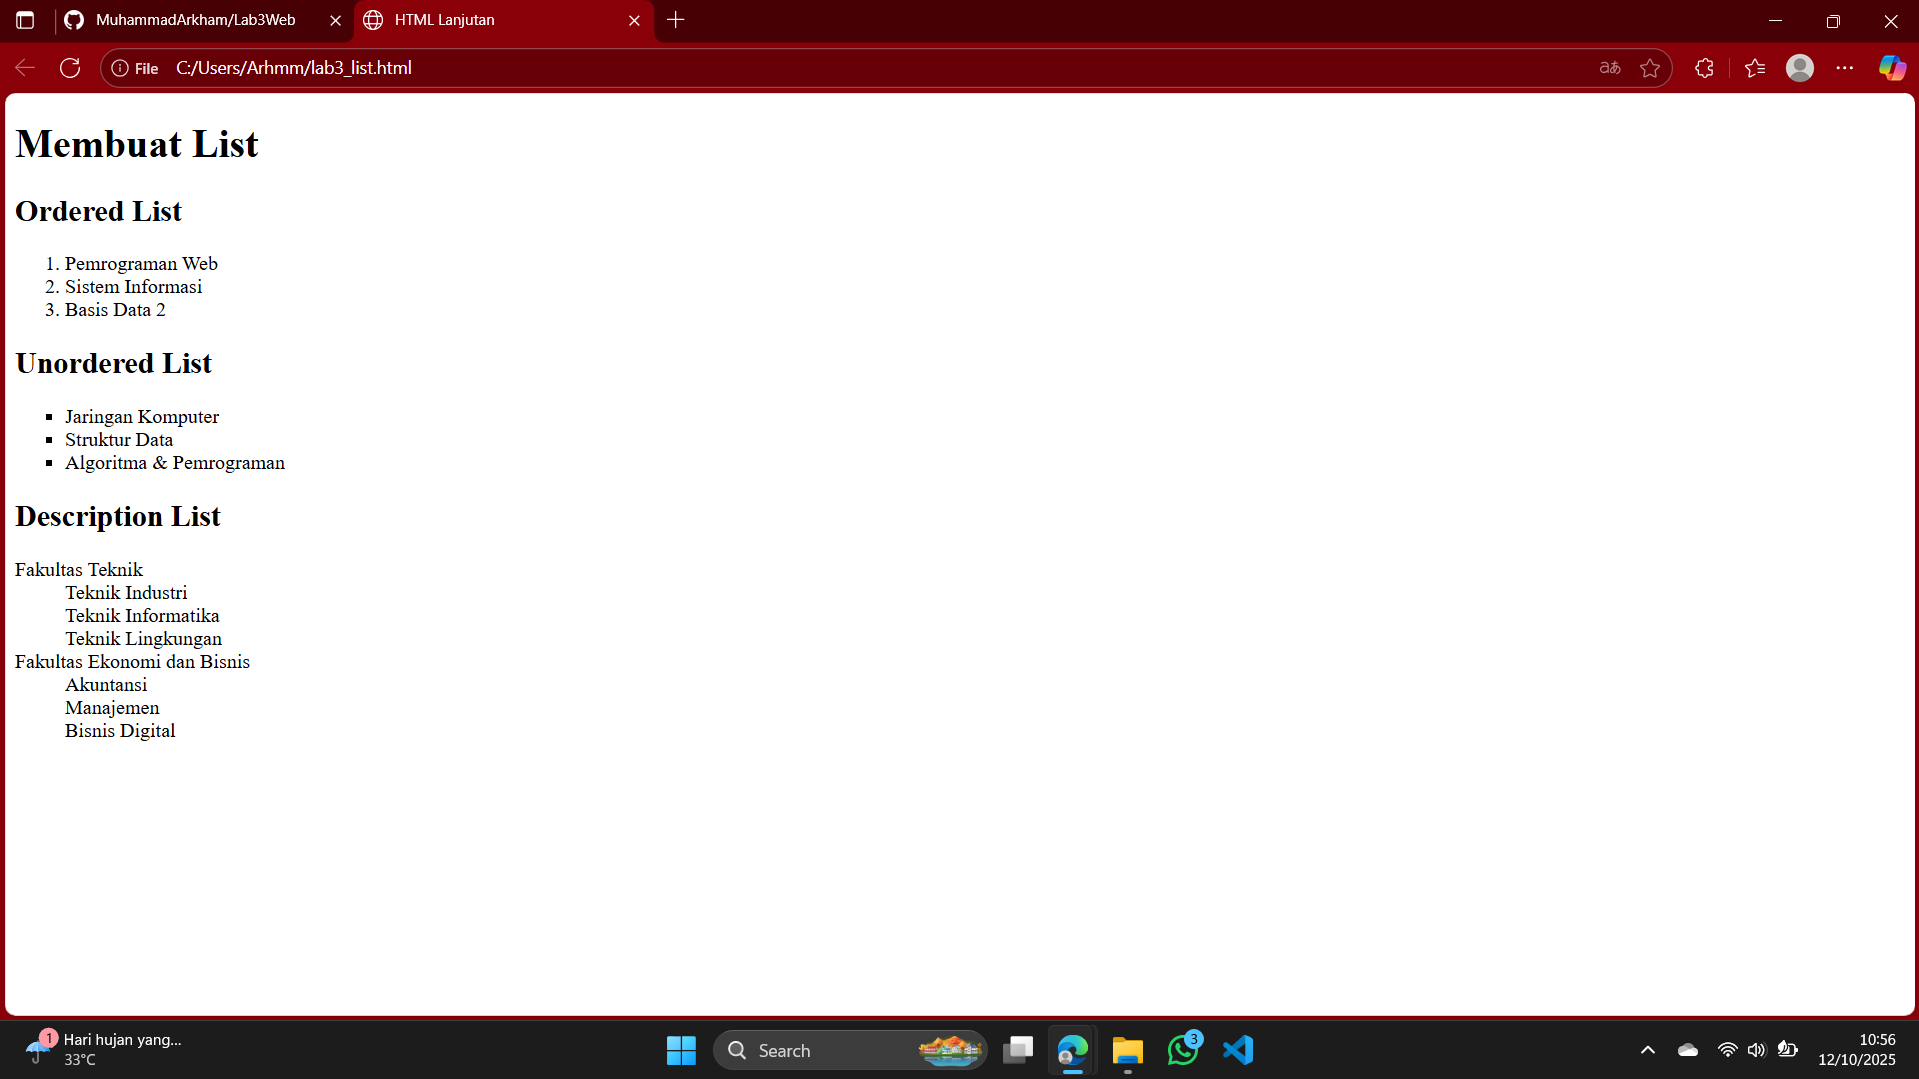 MuhammadArkham/Lab3Web
HTML Lanjutan
File C:/Users/Arhmm/lab3_list.html
aあ
Membuat List
Ordered List
1. Pemrograman Web
2. Sistem Informasi
3. Basis Data 2
Unordered List
▪ Jaringan Komputer
▪ Struktur Data
▪ Algoritma & Pemrograman
Description List
Fakultas Teknik
Teknik Industri
Teknik Informatika
Teknik Lingkungan
Fakultas Ekonomi dan Bisnis
Akuntansi
Manajemen
Bisnis Digital
1
Hari hujan yang...
33°C
Search
3
10:56
12/10/2025